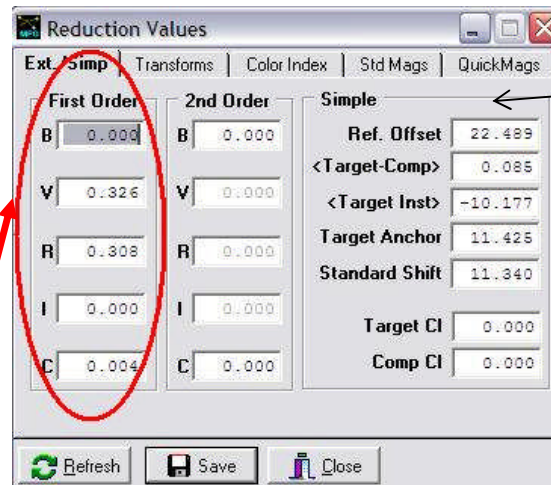 MPO
Reduction Values
Ext./Simp Transforms Color Index Std Mags QuickMags
First Order
B 0.000
V 0.326
R 0.308
I 0.000
C 0.004
2nd Order
B 0.000
V 0.000
R 0.000
I 0.000
C 0.000
Simple
Ref. Offset 22.489
<Target-Comp> 0.085
<Target Inst> -10.177
Target Anchor 11.425
Standard Shift 11.340
Target CI 0.000
Comp CI 0.000
Refresh Save Close